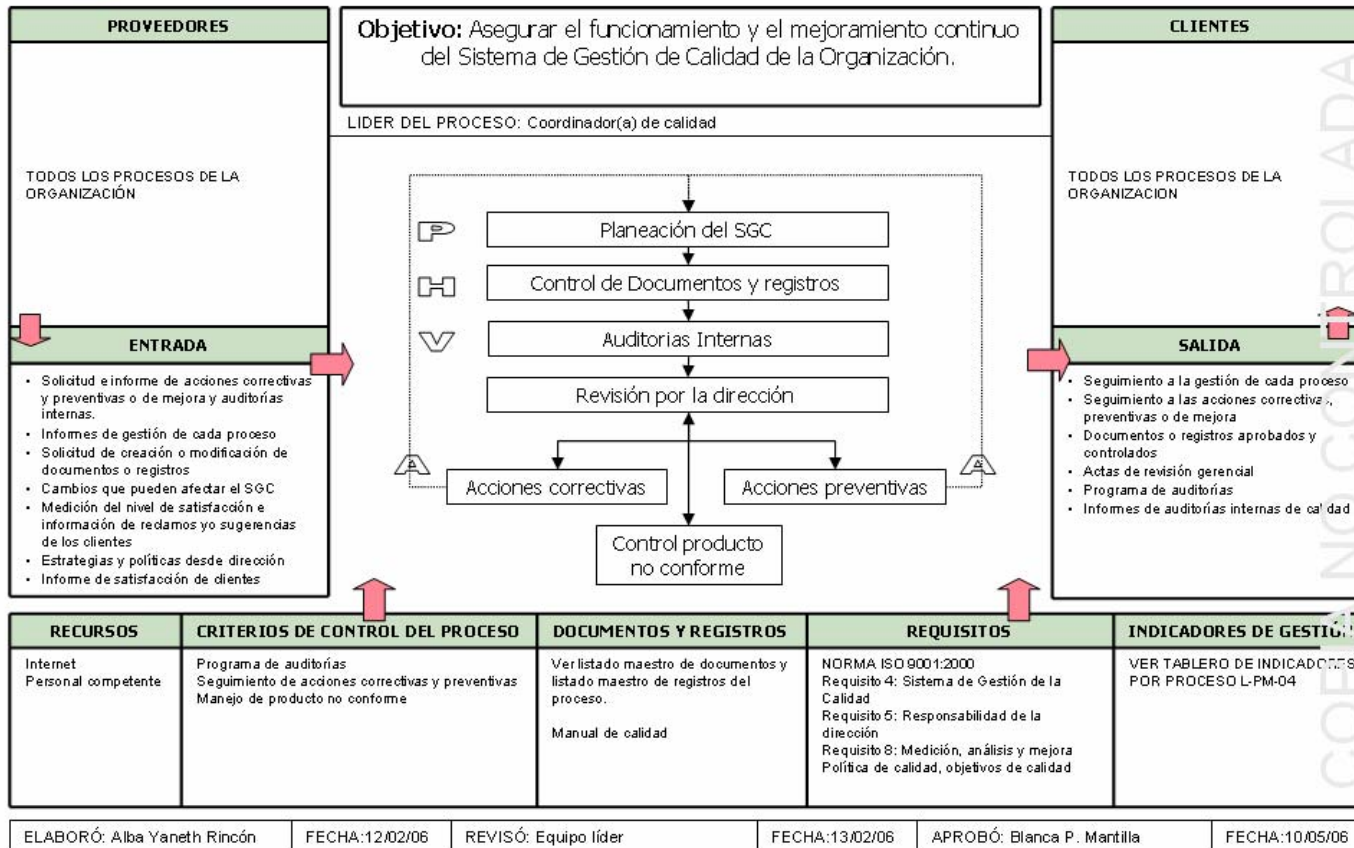 PROVEEDORES
TODOS LOS PROCESOS DE LA
ORGANIZACIÓN
ENTRADA
• Solicitud e informe de acciones correctivas
y preventivas o de mejora y auditorías
internas.
• Informes de gestión de cada proceso
• Solicitud de creación o modificación de
documentos o registros
• Cambios que pueden afectar el SGC
• Medición del nivel de satisfacción e
información de reclamos yo sugerencias
de los clientes
• Estrategias y políticas desde dirección
• Informe de satisfacción de clientes
Objetivo: Asegurar el funcionamiento y el mejoramiento continuo
del Sistema de Gestión de Calidad de la Organización.
LIDER DEL PROCESO: Coordinador(a) de calidad
P
Planeación del SGC
H
Control de Documentos y registros
V
Auditorias Internas
Revisión por la dirección
A
A
Acciones correctivas
Acciones preventivas
Control producto
no conforme
CLIENTES
TODOS LOS PROCESOS DE LA
ORGANIZACION
SALIDA
• Seguimiento a la gestión de cada proceso
• Seguimiento a las acciones correctivas,
preventivas o de mejora
• Documentos o registros aprobados y
controlados
• Actas de revisión gerencial
• Programa de auditorías
• Informes de auditorías internas de calidad
RECURSOS
Internet
Personal competente
CRITERIOS DE CONTROL DEL PROCESO
Programa de auditorías
Seguimiento de acciones correctivas y preventivas
Manejo de producto no conforme
DOCUMENTOS Y REGISTROS
Ver listado maestro de documentos y
listado maestro de registros del
proceso.
Manual de calidad
REQUISITOS
NORMA ISO 9001:2000
Requisito 4: Sistema de Gestión de la
Calidad
Requisito 5: Responsabilidad de la
dirección
Requisito 8: Medición, análisis y mejora
Política de calidad, objetivos de calidad
INDICADORES DE GESTIÓN
VER TABLERO DE INDICADORES
POR PROCESO L-PM-04
ELABORÓ: Alba Yaneth Rincón
FECHA:12/02/06
REVISÓ: Equipo líder
FECHA:13/02/06
APROBÓ: Blanca P. Mantilla
FECHA:10/05/06
COPIA NO CONTROLADA